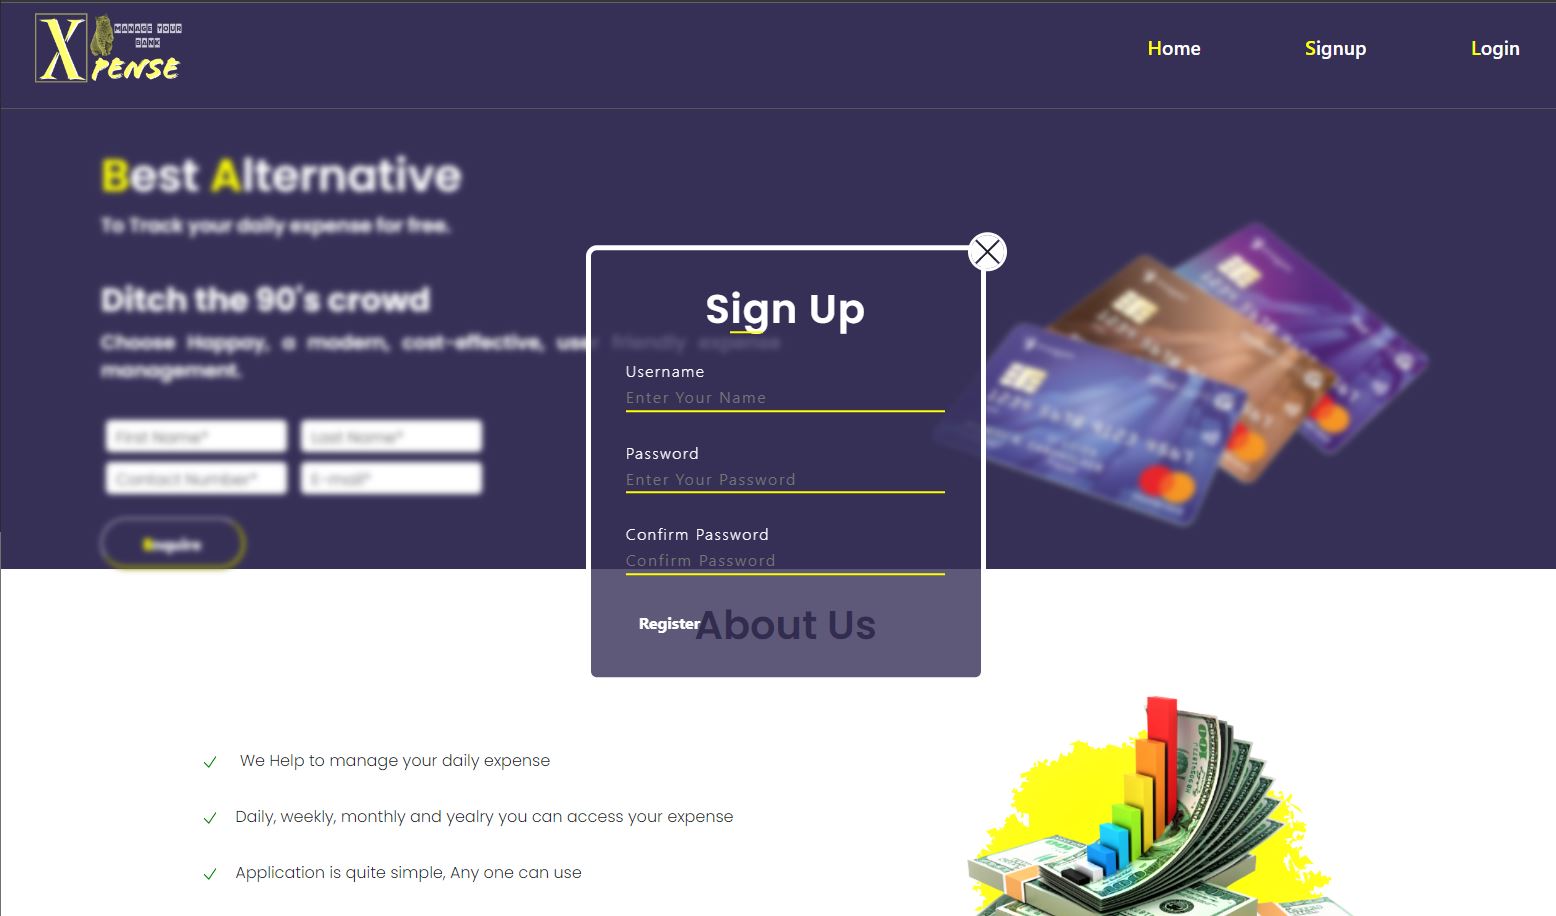 X
PENSE
MANAGE YOUR
BANK
Home
Signup
Login
Best Alternative
To Track your daily expense for free.
Ditch the 90's crowd
Choose Happay, a modern, cost-effective, user friendly expense
management.
First Name*
Last Name*
Contact Number*
E-mail*
Enquire
Sign Up
Username
Enter Your Name
Password
Enter Your Password
Confirm Password
Confirm Password
Register
About Us
We Help to manage your daily expense
Daily, weekly, monthly and yealry you can access your expense
Application is quite simple, Any one can use